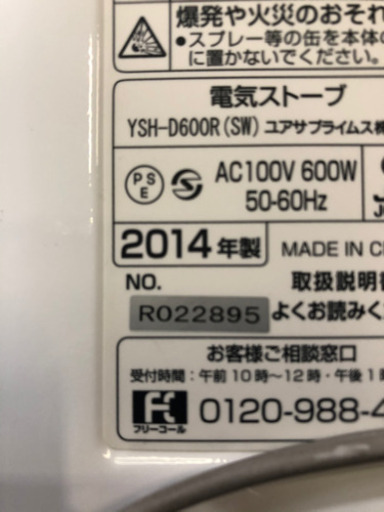 爆発や火災のおそれ
●スプレー等の缶を本体の
に置かないでください。
電気ストーブ
YSH-D600R(SW) ユアサプライムス株
PSE
AC100V 600W
50-60Hz
2014年製
MADE IN C
NO.
取扱説明
R022895
よくお読みく
お客様ご相談窓口
受付時間：午前10時～12時・午後1
フリーコール
0120-988-4